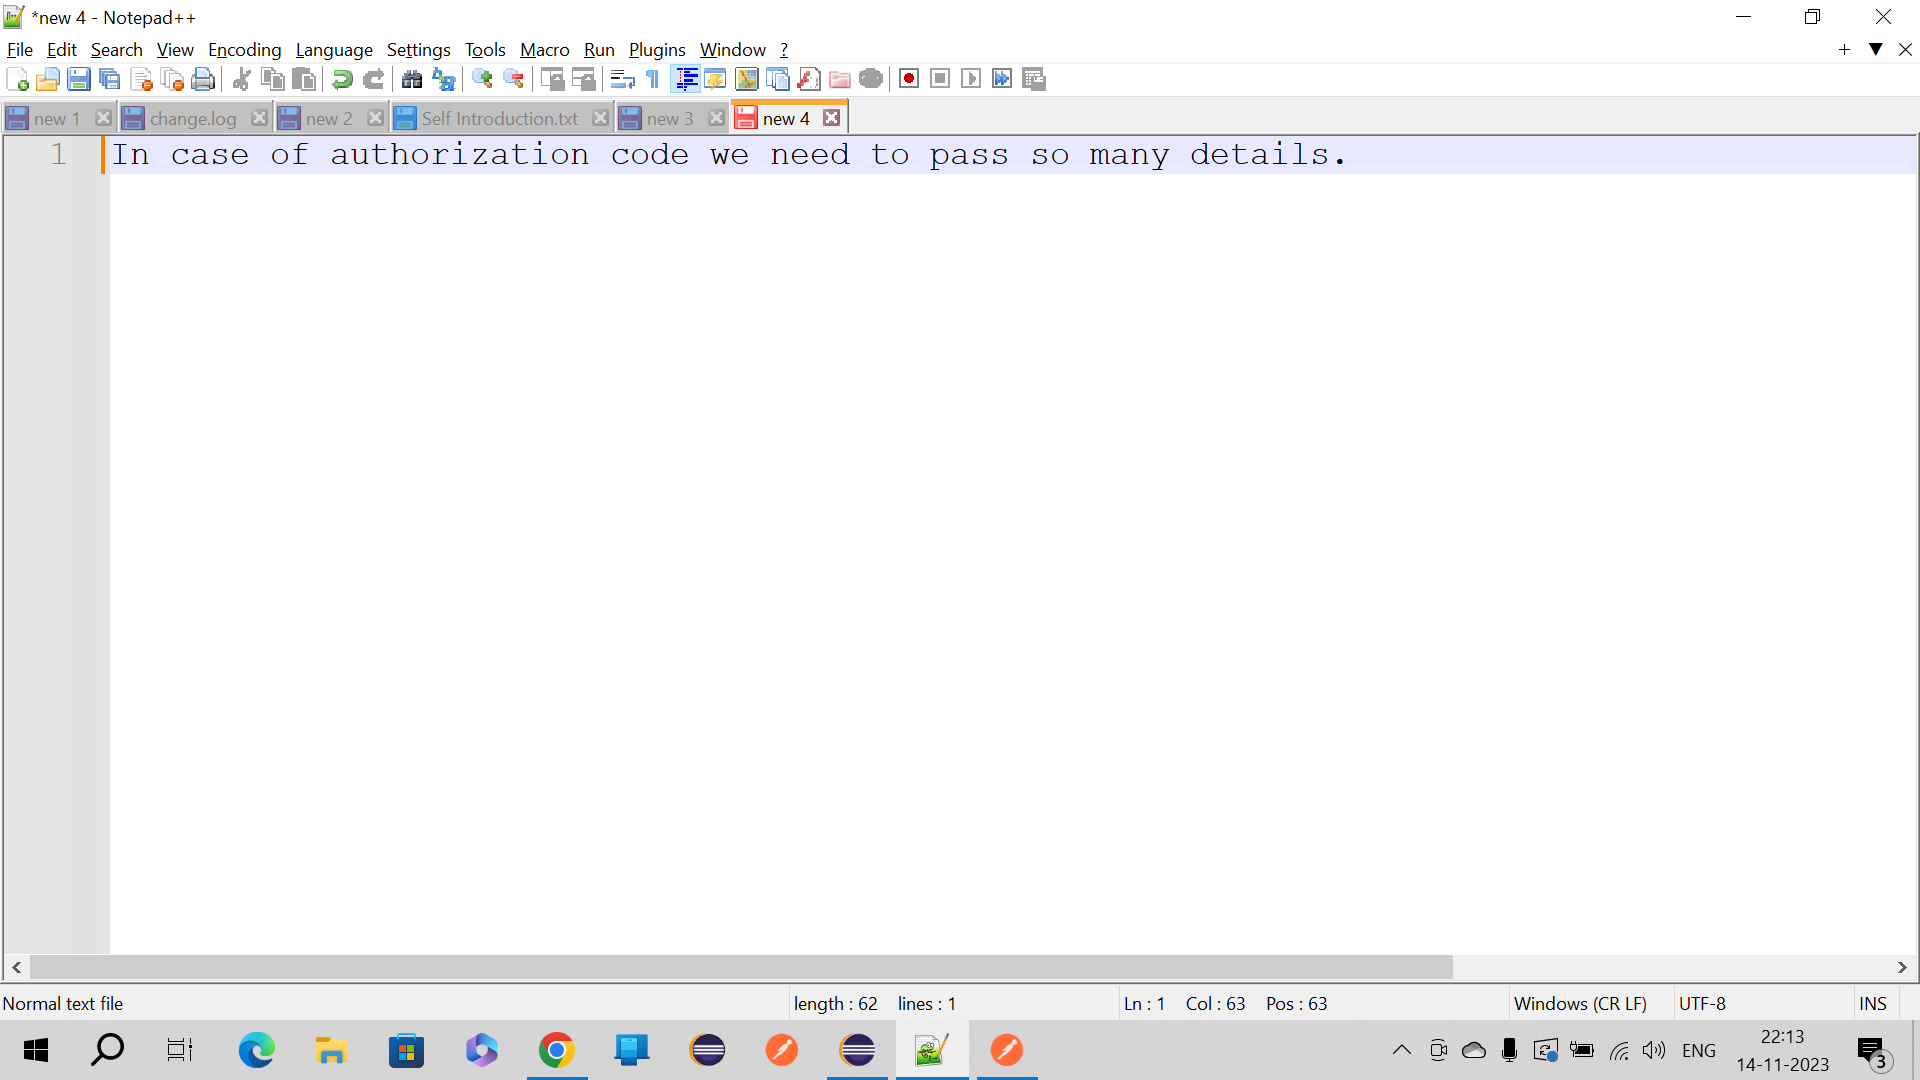 *new 4 - Notepad++
File Edit Search View Encoding Language Settings Tools Macro Run Plugins Window ?
new 1 change.log new 2 Self Introduction.txt new 3 new 4
1 In case of authorization code we need to pass so many details.
Normal text file length : 62 lines : 1 Ln : 1 Col : 63 Pos : 63 Windows (CR LF) UTF-8 INS
ENG 22:13
14-11-2023 3